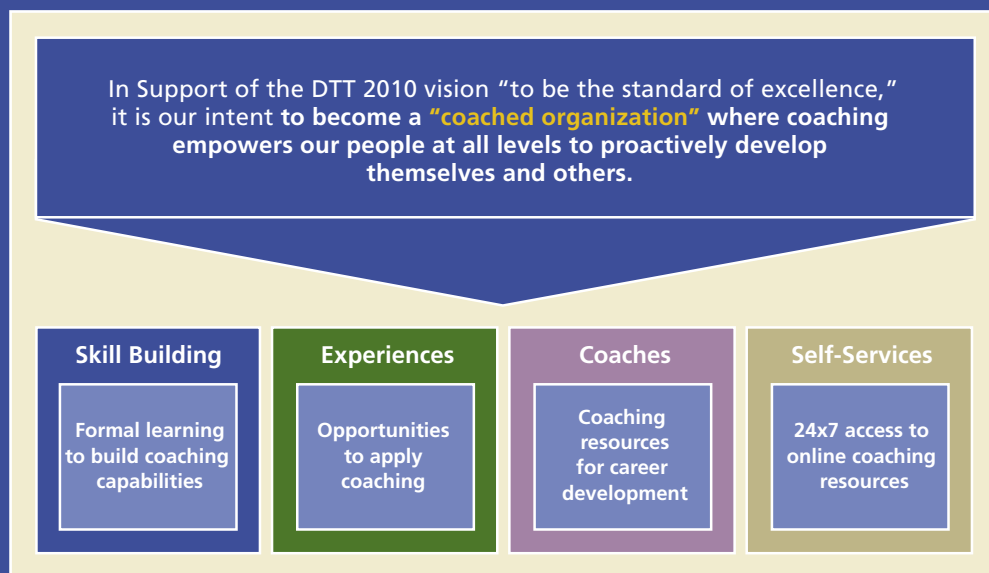 In Support of the DTT 2010 vision “to be the standard of excellence,”
it is our intent to become a “coached organization” where coaching
empowers our people at all levels to proactively develop
themselves and others.
Skill Building
Formal learning
to build coaching
capabilities
Experiences
Opportunities
to apply
coaching
Coaches
Coaching
resources
for career
development
Self-Services
24x7 access to
online coaching
resources